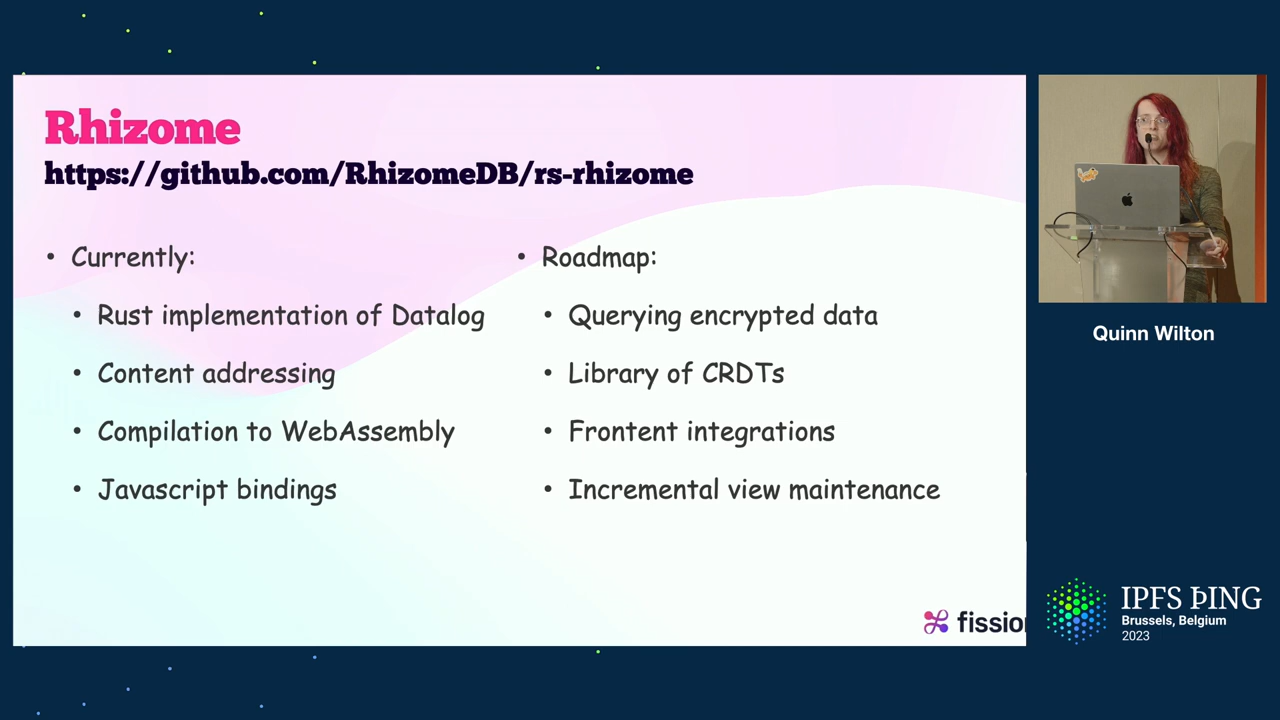 Rhizome
https://github.com/RhizomeDB/rs-rhizome
• Currently:
• Rust implementation of Datalog
• Content addressing
• Compilation to WebAssembly
• Javascript bindings
• Roadmap:
• Querying encrypted data
• Library of CRDTs
• Frontent integrations
• Incremental view maintenance
fission
Quinn Wilton
IPFS ÞING
Brussels, Belgium
2023